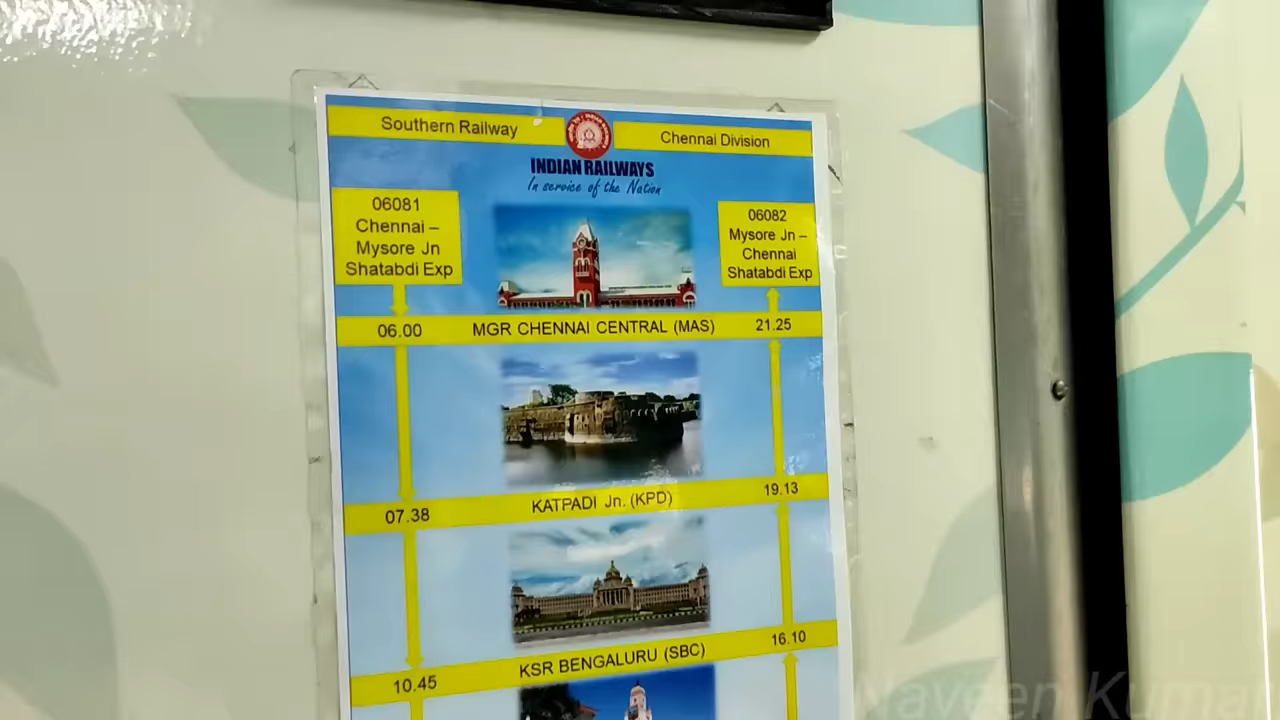 Southern Railway
Chennai Division
INDIAN RAILWAYS
In service of the Nation
06081
Chennai –
Mysore Jn
Shatabdi Exp
06082
Mysore Jn –
Chennai
Shatabdi Exp
06.00 MGR CHENNAI CENTRAL (MAS) 21.25
07.38 KATPADI Jn. (KPD) 19.13
10.45 KSR BENGALURU (SBC) 16.10
Naveen Kumar